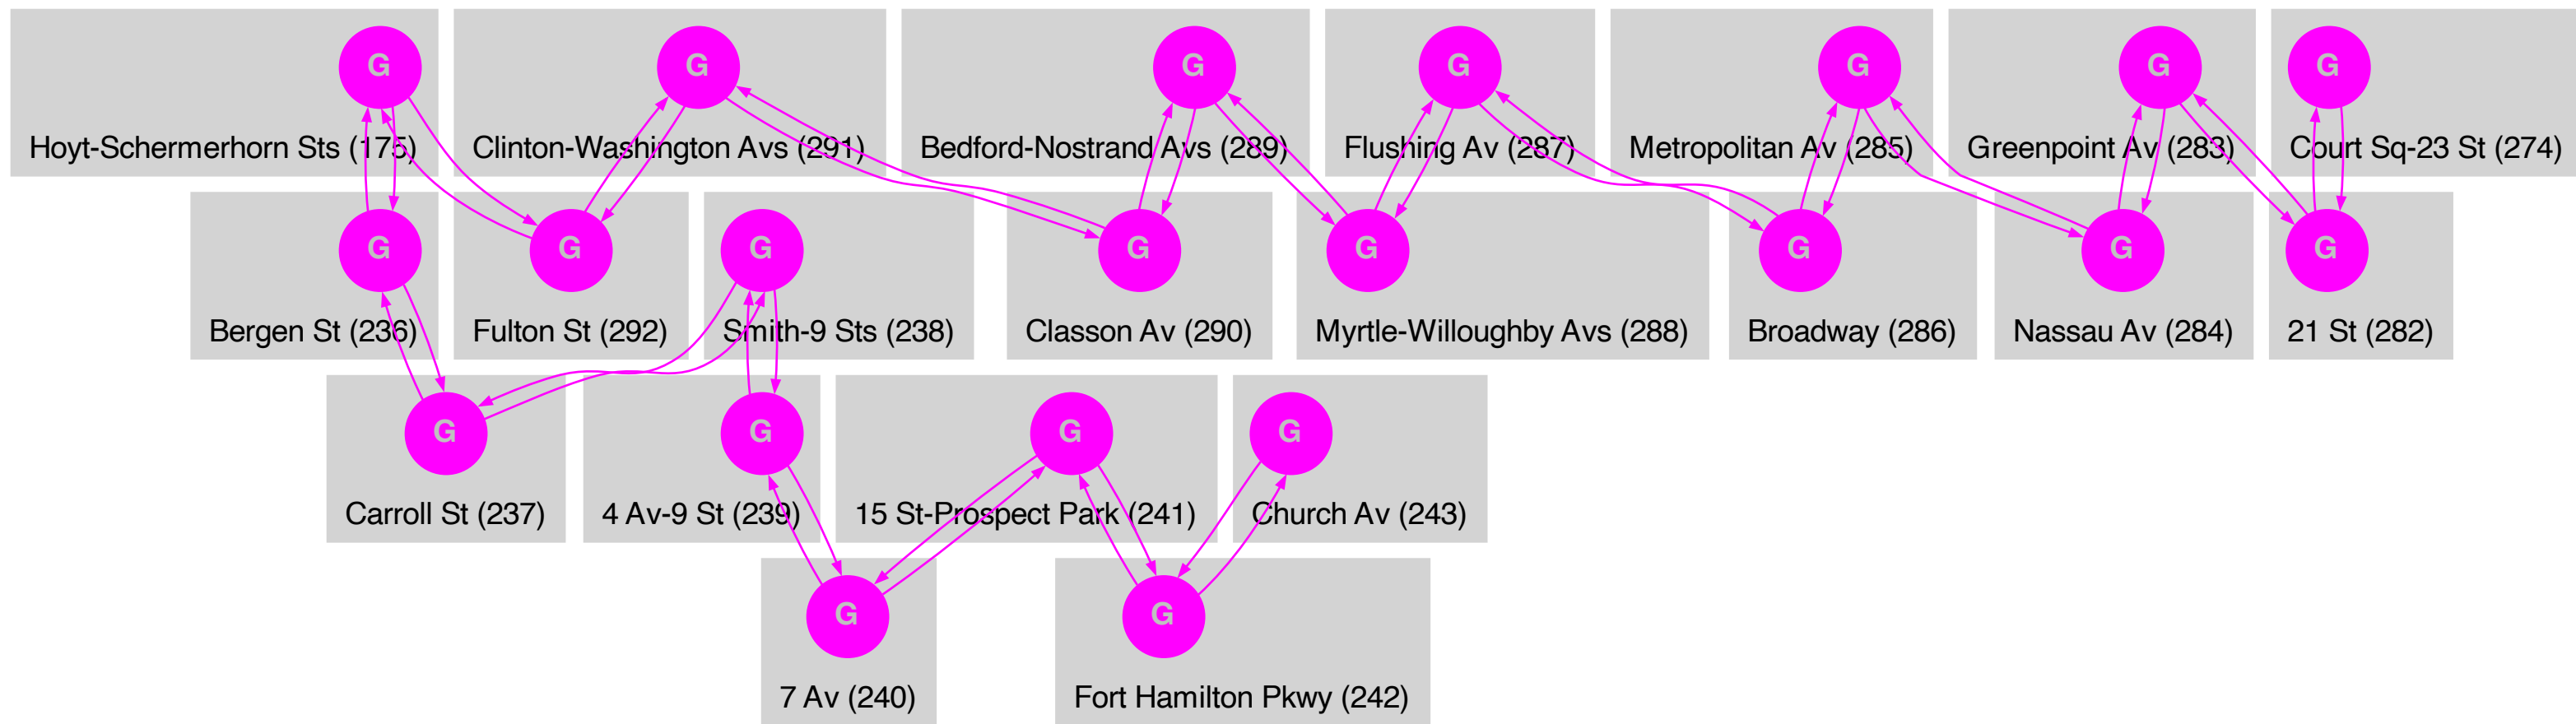 G G G G G G G
Hoyt-Schermerhorn Sts (175) Clinton-Washington Avs (291) Bedford-Nostrand Avs (289) Flushing Av (287) Metropolitan Av (285) Greenpoint Av (283) Court Sq-23 St (274)
G G G G G G G G
Bergen St (236) Fulton St (292) Smith-9 Sts (238) Classon Av (290) Myrtle-Willoughby Avs (288) Broadway (286) Nassau Av (284) 21 St (282)
G G G G
Carroll St (237) 4 Av-9 St (239) 15 St-Prospect Park (241) Church Av (243)
G G
7 Av (240) Fort Hamilton Pkwy (242)